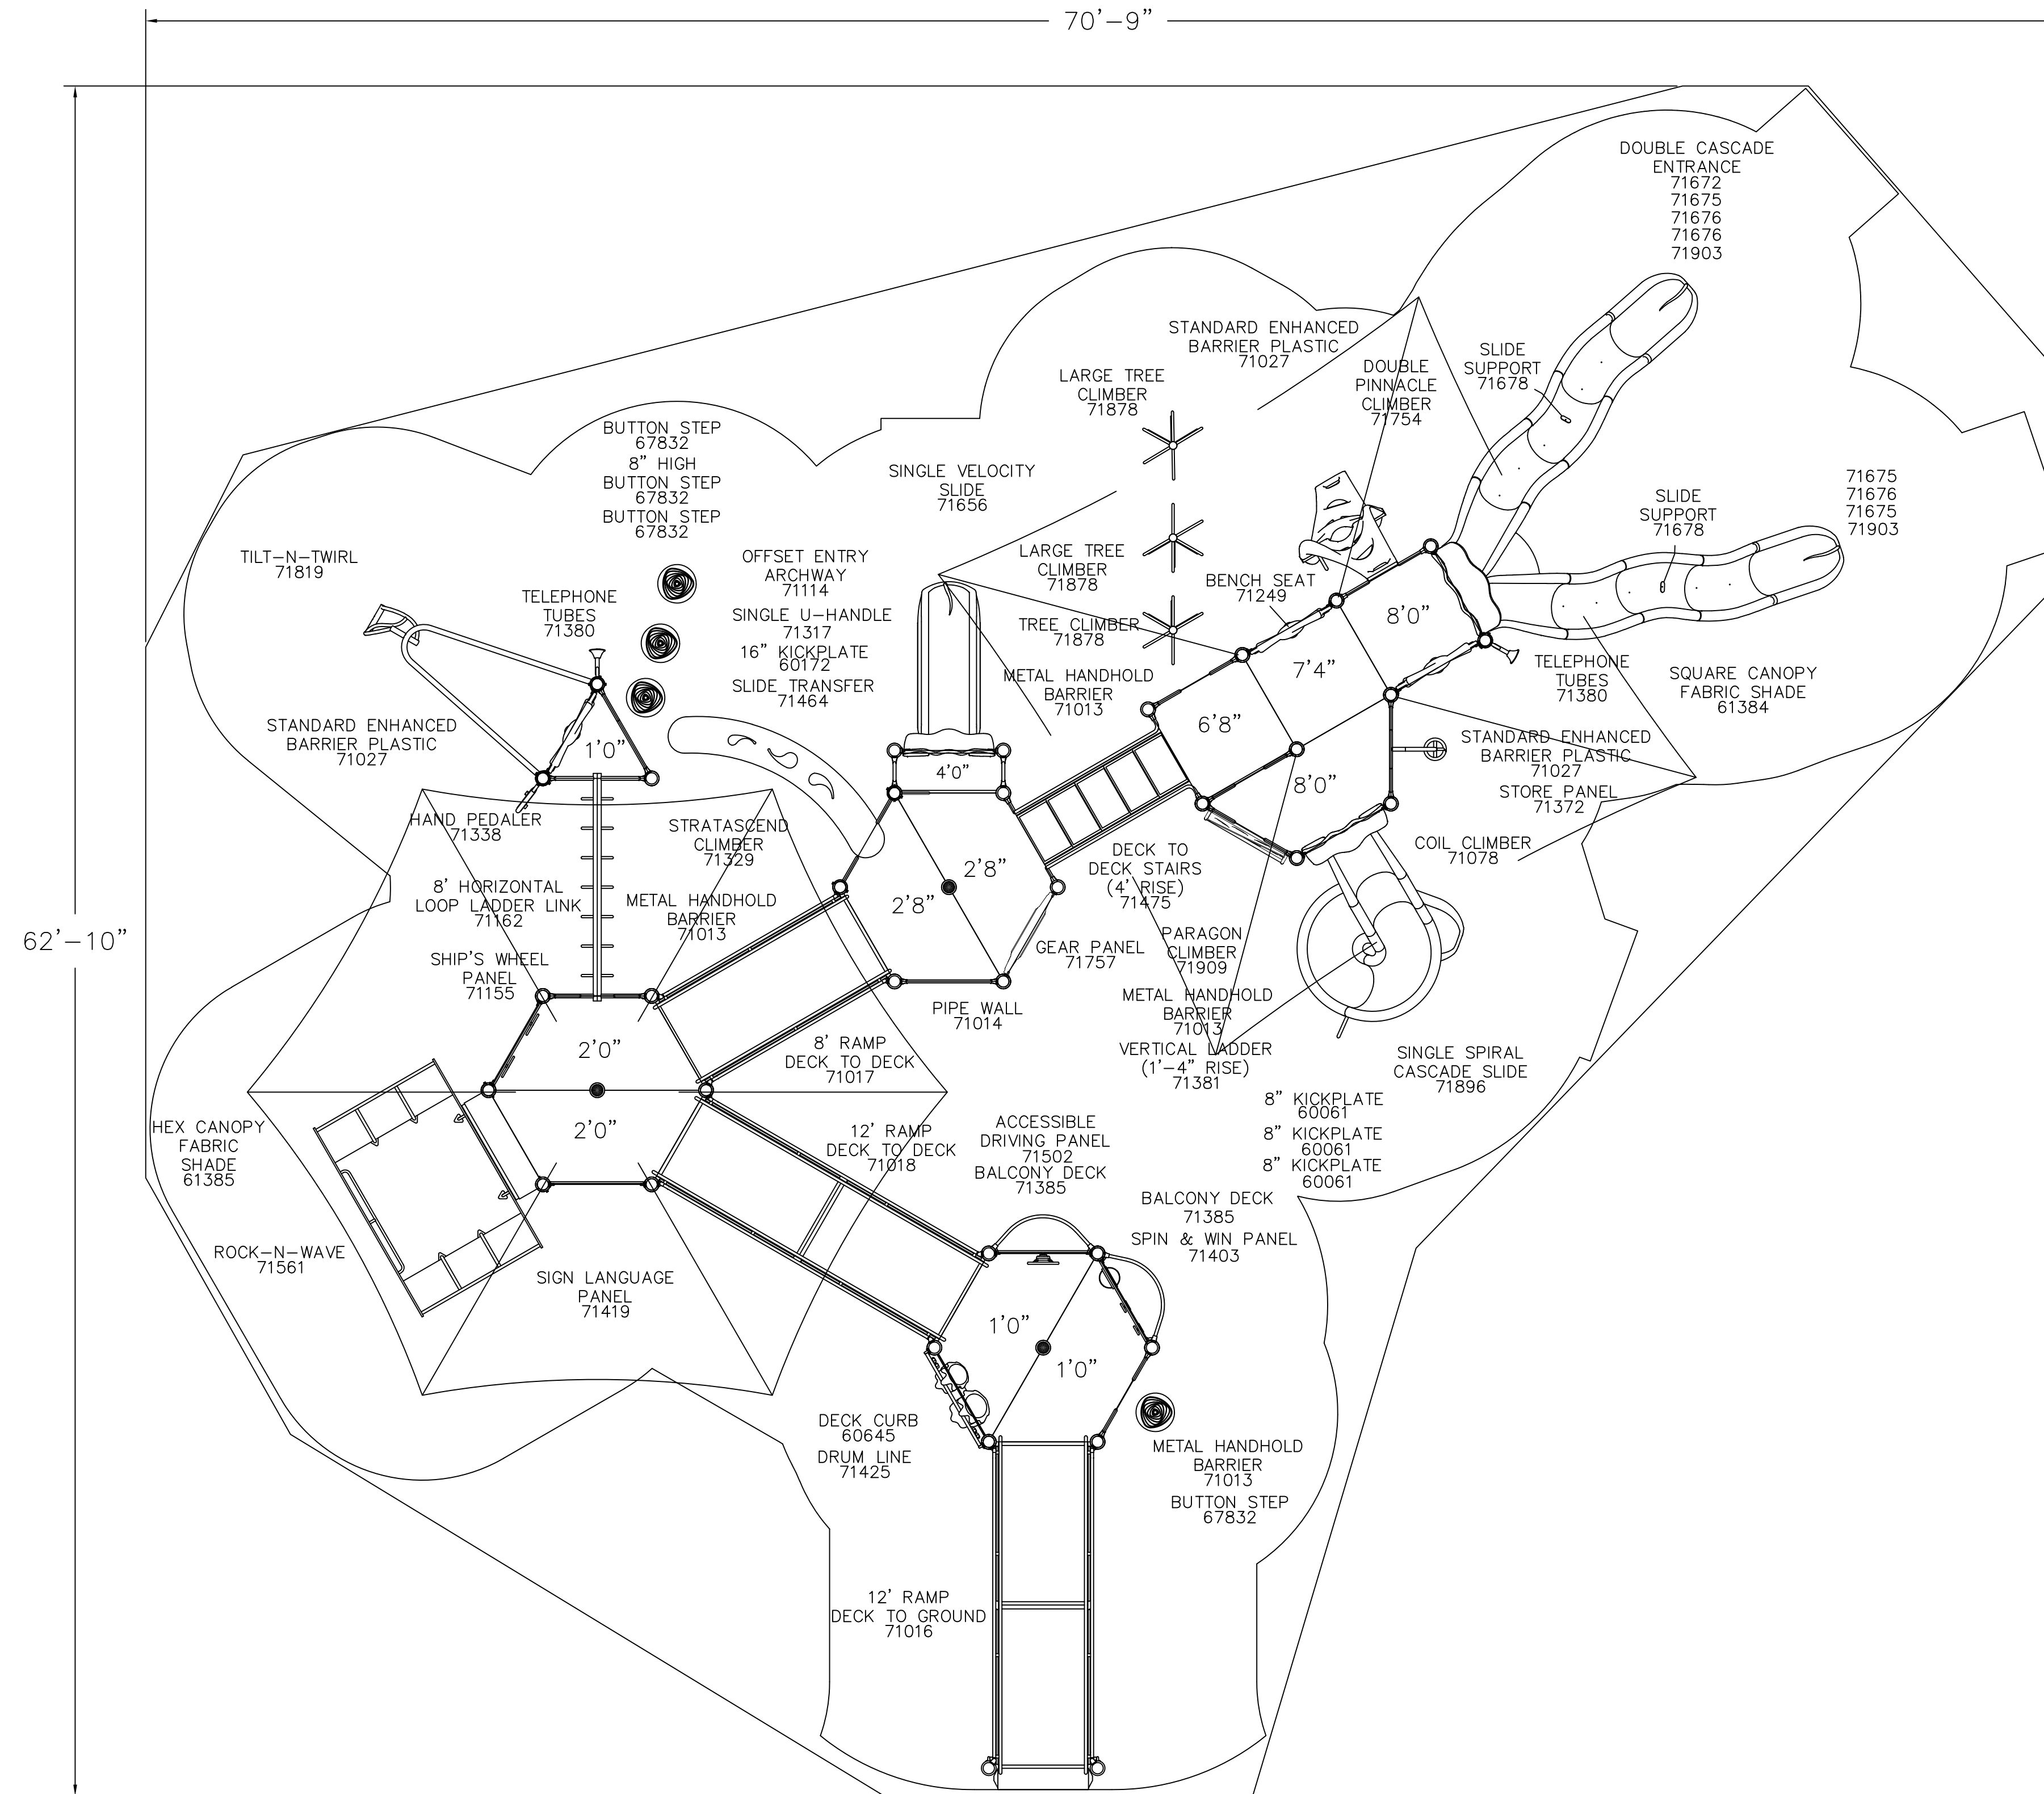 70'-9"
62'-10"
DOUBLE CASCADE
ENTRANCE
71672
71675
71676
71676
71903
STANDARD ENHANCED
BARRIER PLASTIC
71027
LARGE TREE
CLIMBER
71878
DOUBLE
PINNACLE
CLIMBER
71754
SLIDE
SUPPORT
71678
BUTTON STEP
67832
8" HIGH
BUTTON STEP
67832
BUTTON STEP
67832
SINGLE VELOCITY
SLIDE
71656
71675
71676
71675
71903
SLIDE
SUPPORT
71678
TILT-N-TWIRL
71819
TELEPHONE
TUBES
71380
OFFSET ENTRY
ARCHWAY
71114
SINGLE U-HANDLE
71317
16" KICKPLATE
60172
SLIDE TRANSFER
71464
LARGE TREE
CLIMBER
71878
BENCH SEAT
71249
TREE CLIMBER
71878
METAL HANDHOLD
BARRIER
71013
8'0"
7'4"
6'8"
8'0"
TELEPHONE
TUBES
71380
SQUARE CANOPY
FABRIC SHADE
61384
STANDARD ENHANCED
BARRIER PLASTIC
71027
1'0"
4'0"
STANDARD ENHANCED
BARRIER PLASTIC
71027
STORE PANEL
71372
COIL CLIMBER
71078
HAND PEDALER
71338
STRATASCEND
CLIMBER
71329
8' HORIZONTAL
LOOP LADDER LINK
71162
METAL HANDHOLD
BARRIER
71013
2'8"
2'8"
DECK TO
DECK STAIRS
(4' RISE)
71475
SHIP'S WHEEL
PANEL
71155
GEAR PANEL
71757
PARAGON
CLIMBER
71909
PIPE WALL
71014
METAL HANDHOLD
BARRIER
71013
VERTICAL LADDER
(1'-4" RISE)
71381
SINGLE SPIRAL
CASCADE SLIDE
71896
2'0"
2'0"
8' RAMP
DECK TO DECK
71017
8" KICKPLATE
60061
8" KICKPLATE
60061
8" KICKPLATE
60061
HEX CANOPY
FABRIC
SHADE
61385
12' RAMP
DECK TO DECK
71018
ACCESSIBLE
DRIVING PANEL
71502
BALCONY DECK
71385
BALCONY DECK
71385
SPIN & WIN PANEL
71403
ROCK-N-WAVE
71561
SIGN LANGUAGE
PANEL
71419
1'0"
1'0"
DECK CURB
60645
DRUM LINE
71425
METAL HANDHOLD
BARRIER
71013
BUTTON STEP
67832
12' RAMP
DECK TO GROUND
71016